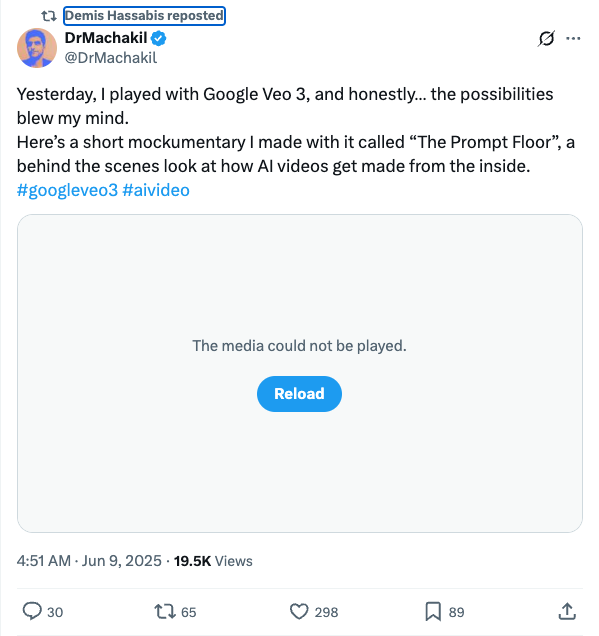 Demis Hassabis reposted
DrMachakil
@DrMachakil
Yesterday, I played with Google Veo 3, and honestly... the possibilities
blew my mind.
Here’s a short mockumentary I made with it called “The Prompt Floor”, a
behind the scenes look at how AI videos get made from the inside.
#googleveo3 #aivideo
The media could not be played.
Reload
4:51 AM · Jun 9, 2025 · 19.5K Views
30 65 298 89